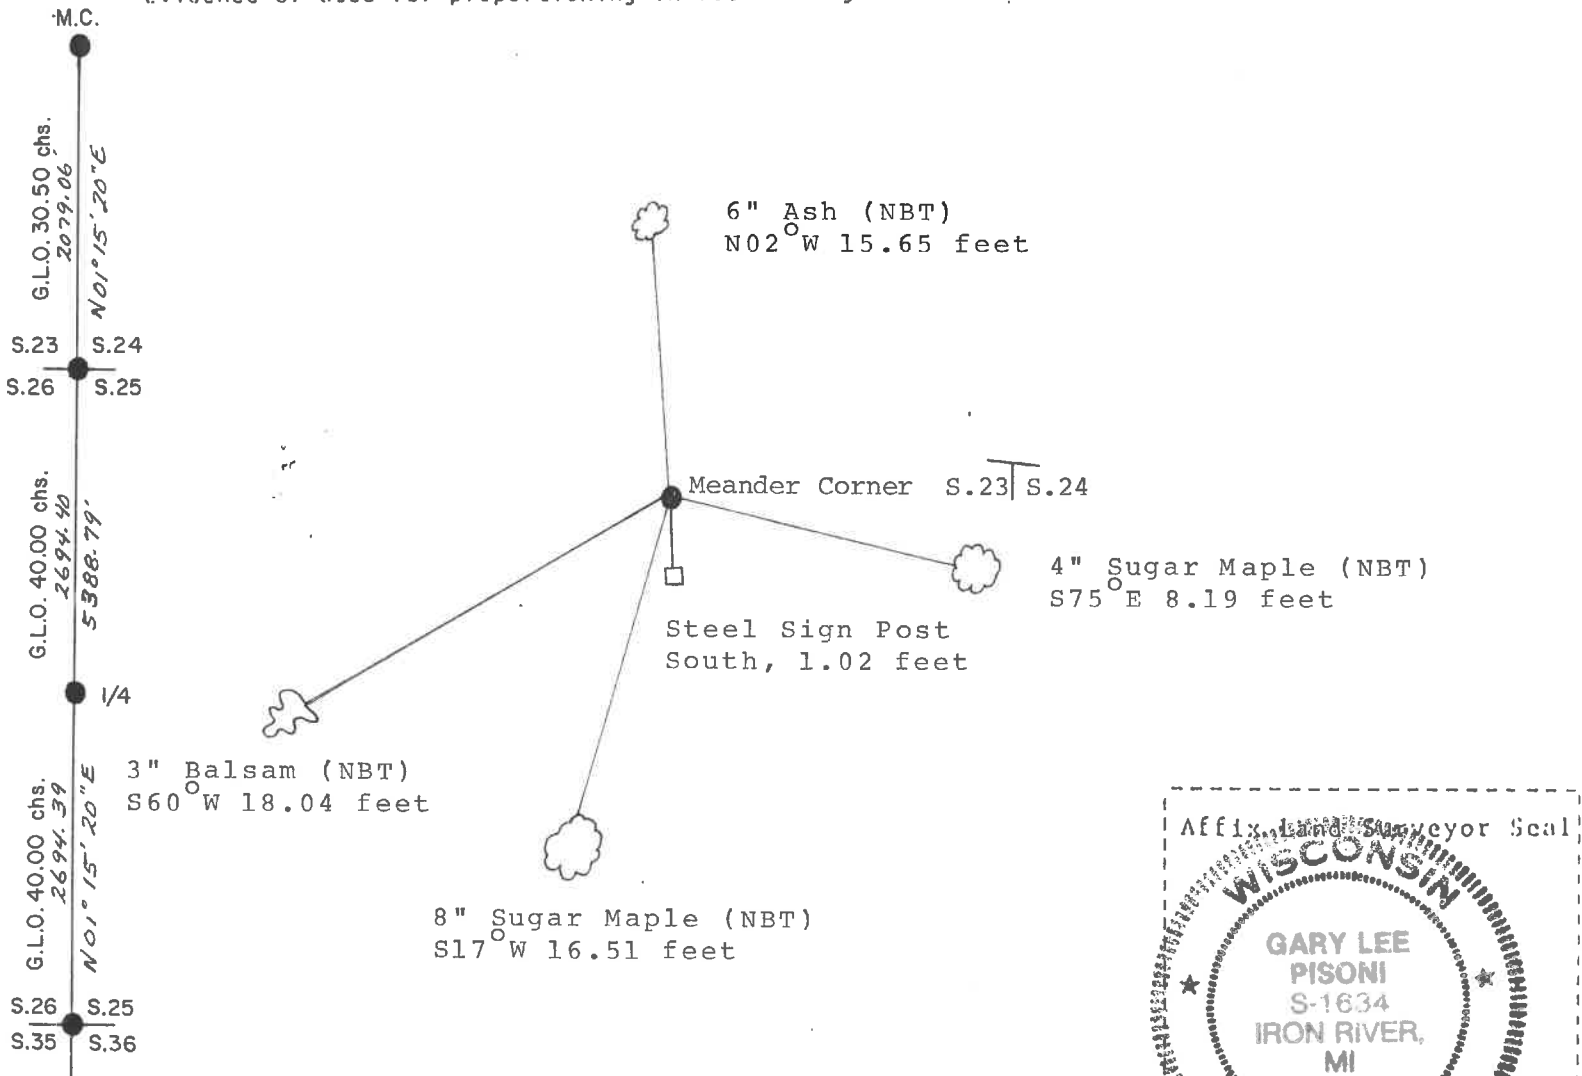 M.C.
G.L.O. 30.50 chs.
2079.06'
N01°15'20"E
S.23 S.24
S.26 S.25
G.L.O. 40.00 chs.
2694.40
5388.79'
1/4
G.L.O. 40.00 chs.
2694.39
N01°15'20"E
S.26 S.25
S.35 S.36
6" Ash (NBT)
N02°W 15.65 feet
Meander Corner S.23 S.24
4" Sugar Maple (NBT)
S75°E 8.19 feet
Steel Sign Post
South, 1.02 feet
3" Balsam (NBT)
S60°W 18.04 feet
8" Sugar Maple (NBT)
S17°W 16.51 feet
Affix Land Surveyor Seal
WISCONSIN
GARY LEE
PISONI
S-1634
IRON RIVER,
MI